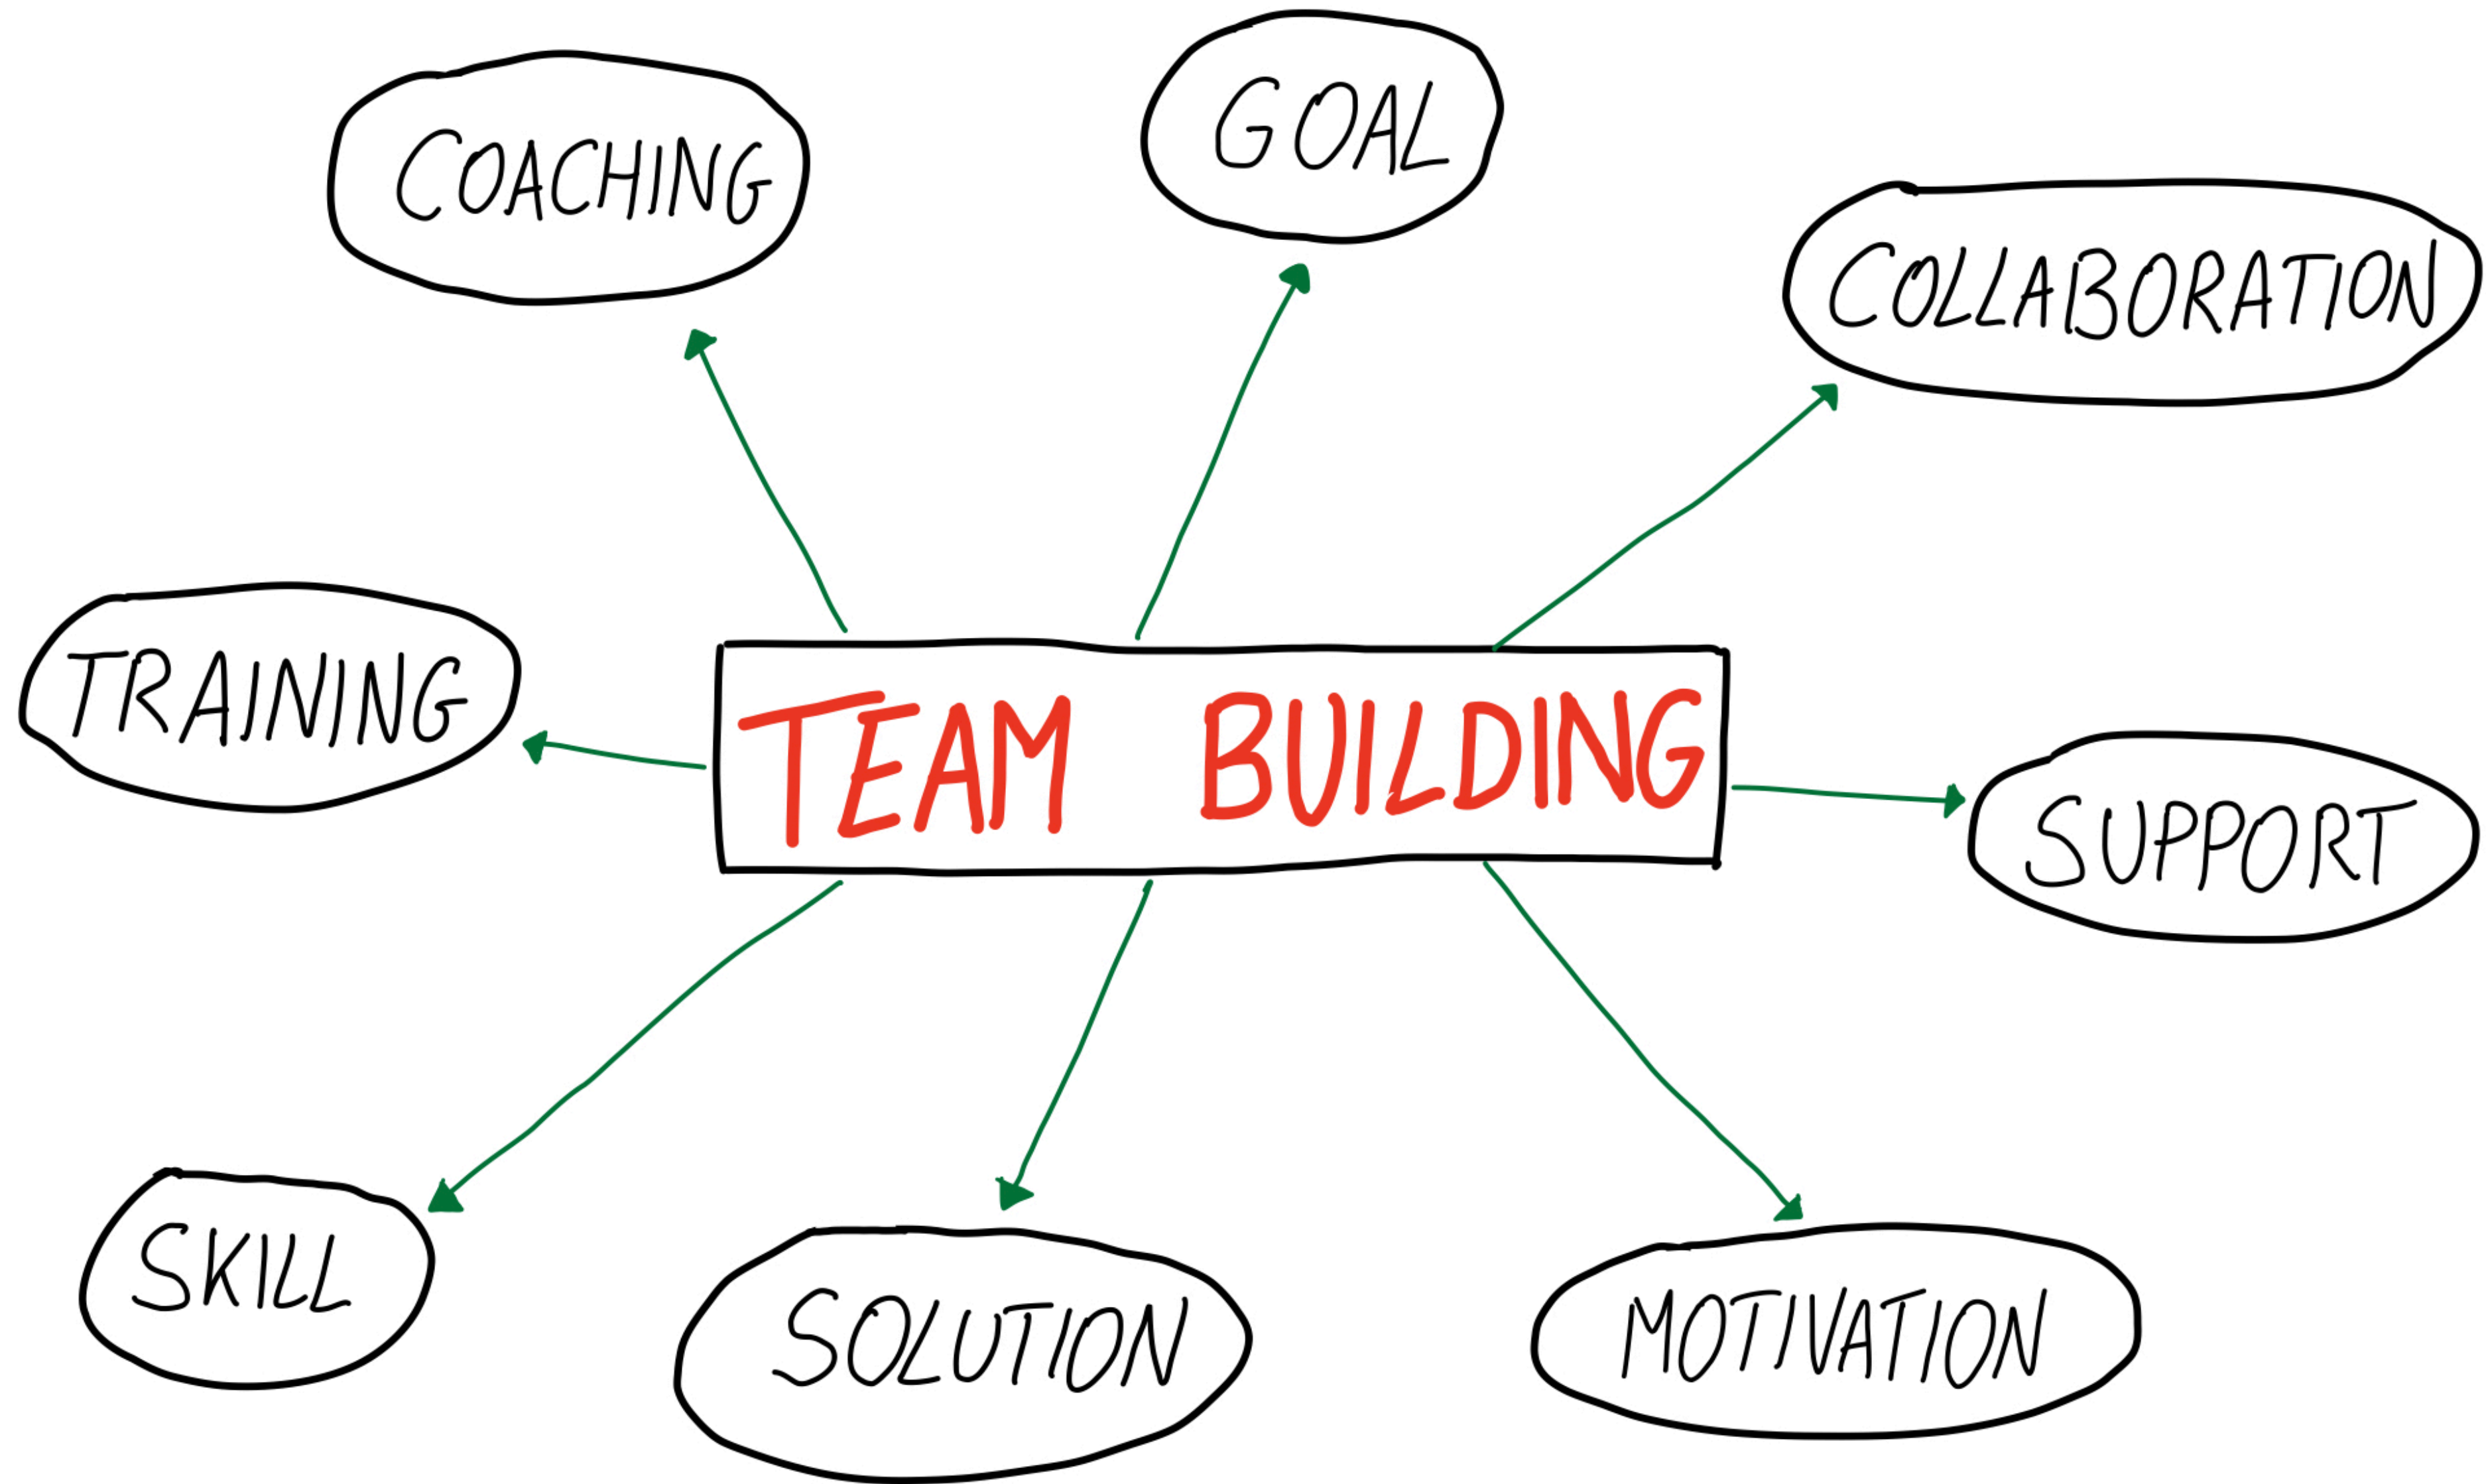 COACHING
GOAL
COLLABORATION
TRAINING
TEAM BUILDING
SUPPORT
SKILL
SOLUTION
MOTIVATION